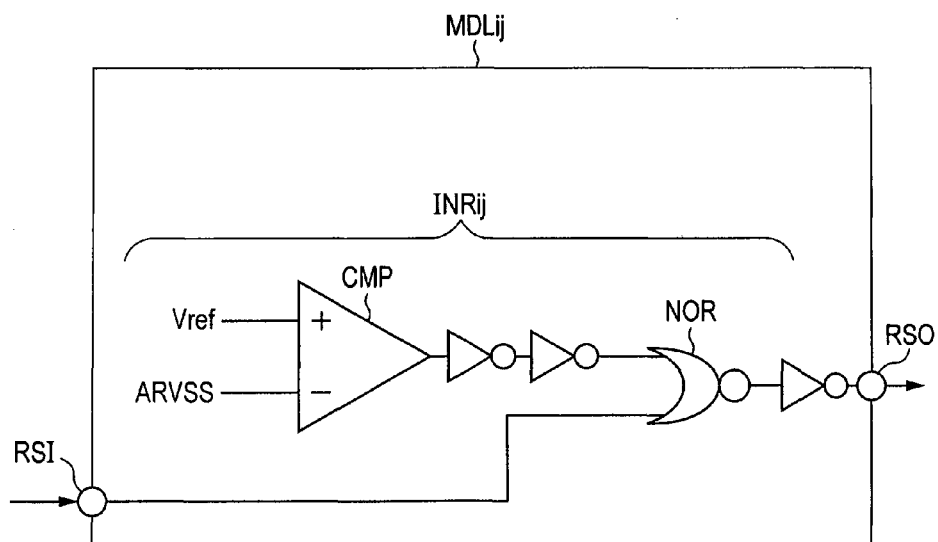 MDLij
INRij
CMP
Vref
+
NOR
RSO
ARVSS
−
RSI